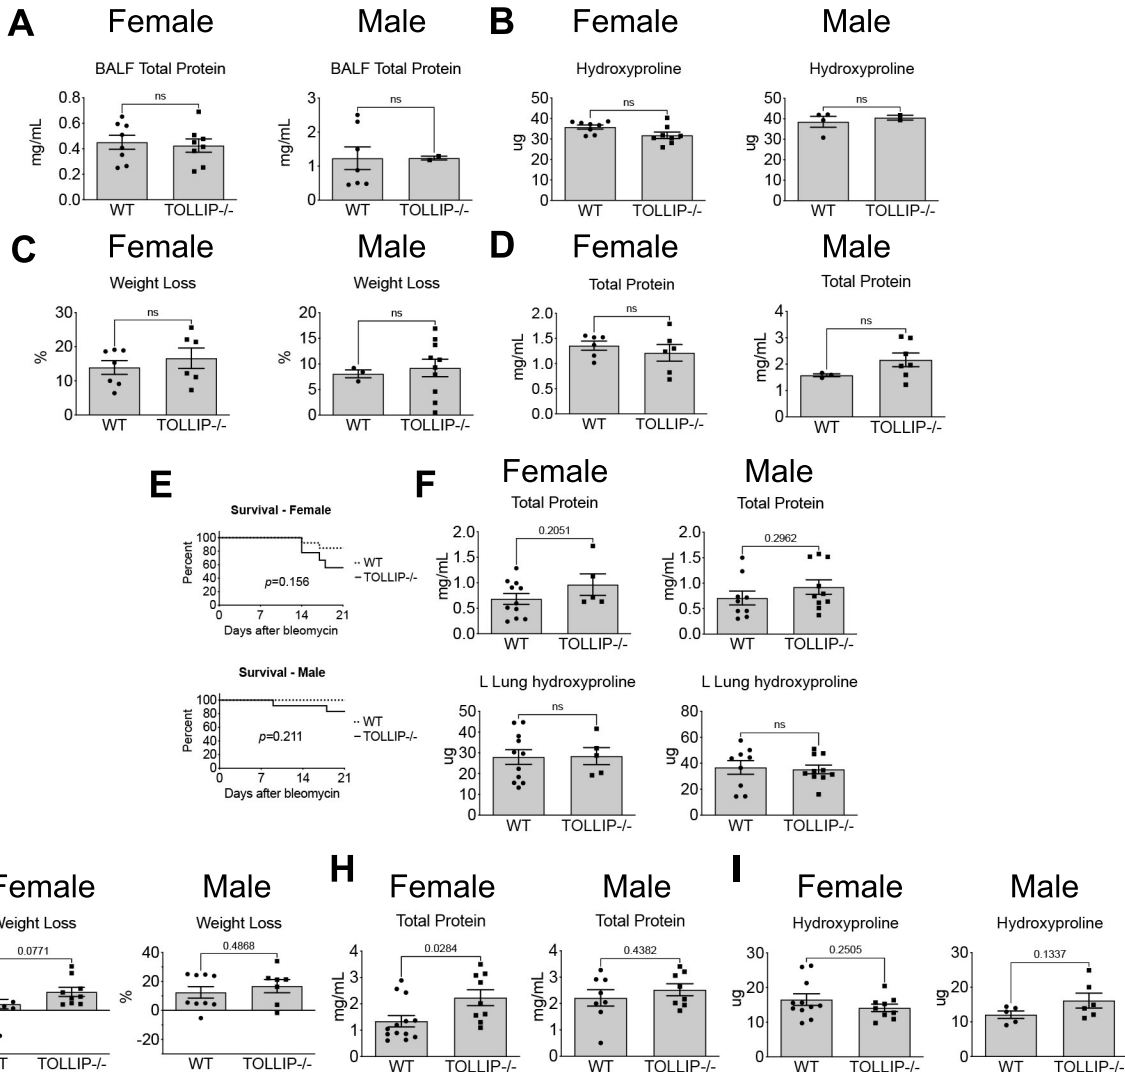 A Female Male
BALF Total Protein BALF Total Protein
mg/mL 0.8 0.6 0.4 0.2 0.0 ns WT TOLLIP-/-
mg/mL 3 2 1 0 ns WT TOLLIP-/-
B Female Male
Hydroxyproline Hydroxyproline
ug 50 40 30 20 10 0 ns WT TOLLIP-/-
ug 50 40 30 20 10 0 ns WT TOLLIP-/-
C Female Male
Weight Loss Weight Loss
% 30 20 10 0 ns WT TOLLIP-/-
% 20 15 10 5 0 ns WT TOLLIP-/-
D Female Male
Total Protein Total Protein
mg/mL 2.0 1.5 1.0 0.5 0.0 ns WT TOLLIP-/-
mg/mL 4 3 2 1 0 ns WT TOLLIP-/-
E
Survival - Female
Percent 100 80 60 40 20 0
p=0.156
WT
TOLLIP-/-
0 7 14 21
Days after bleomycin
Survival - Male
Percent 100 80 60 40 20 0
p=0.211
WT
TOLLIP-/-
0 7 14 21
Days after bleomycin
F Female Male
Total Protein Total Protein
mg/mL 2.0 1.5 1.0 0.5 0.0 0.2051 WT TOLLIP-/-
mg/mL 2.0 1.5 1.0 0.5 0.0 0.2962 WT TOLLIP-/-
L Lung hydroxyproline L Lung hydroxyproline
ug 50 40 30 20 10 0 ns WT TOLLIP-/-
ug 80 60 40 20 0 ns WT TOLLIP-/-
Female Male
Weight Loss Weight Loss
0.0771 TOLLIP-/-
% 40 20 0 -20 0.4868 WT TOLLIP-/-
H Female Male
Total Protein Total Protein
mg/mL 4 3 2 1 0 0.0284 WT TOLLIP-/-
mg/mL 4 3 2 1 0 0.4382 WT TOLLIP-/-
I Female Male
Hydroxyproline Hydroxyproline
ug 30 20 10 0 0.2505 WT TOLLIP-/-
ug 30 20 10 0 0.1337 WT TOLLIP-/-